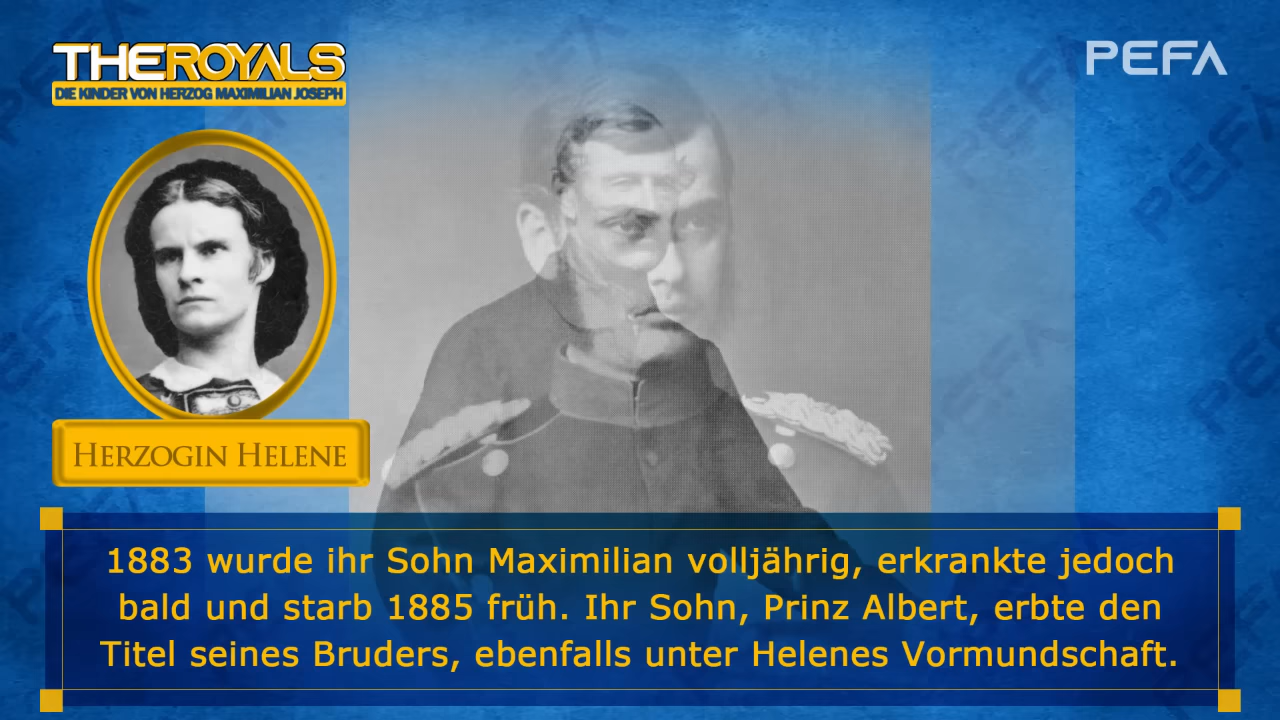 THEROYALS
DIE KINDER VON HERZOG MAXIMILIAN JOSEPH
PEFA
HERZOGIN HELENE
1883 wurde ihr Sohn Maximilian volljährig, erkrankte jedoch
bald und starb 1885 früh. Ihr Sohn, Prinz Albert, erbte den
Titel seines Bruders, ebenfalls unter Helenes Vormundschaft.